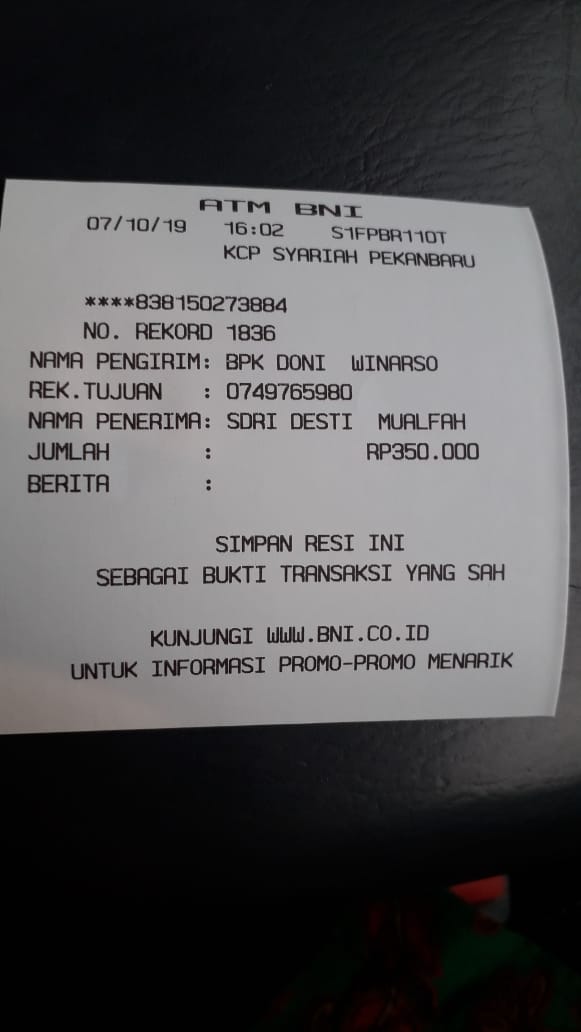 ATM BNI
07/10/19 16:02 S1FPBR110T
KCP SYARIAH PEKANBARU
****838150273884
NO. REKORD 1836
NAMA PENGIRIM: BPK DONI WINARSO
REK.TUJUAN : 0749765980
NAMA PENERIMA: SDRI DESTI MUALFAH
JUMLAH : RP350.000
BERITA :
SIMPAN RESI INI
SEBAGAI BUKTI TRANSAKSI YANG SAH
KUNJUNGI WWW.BNI.CO.ID
UNTUK INFORMASI PROMO-PROMO MENARIK